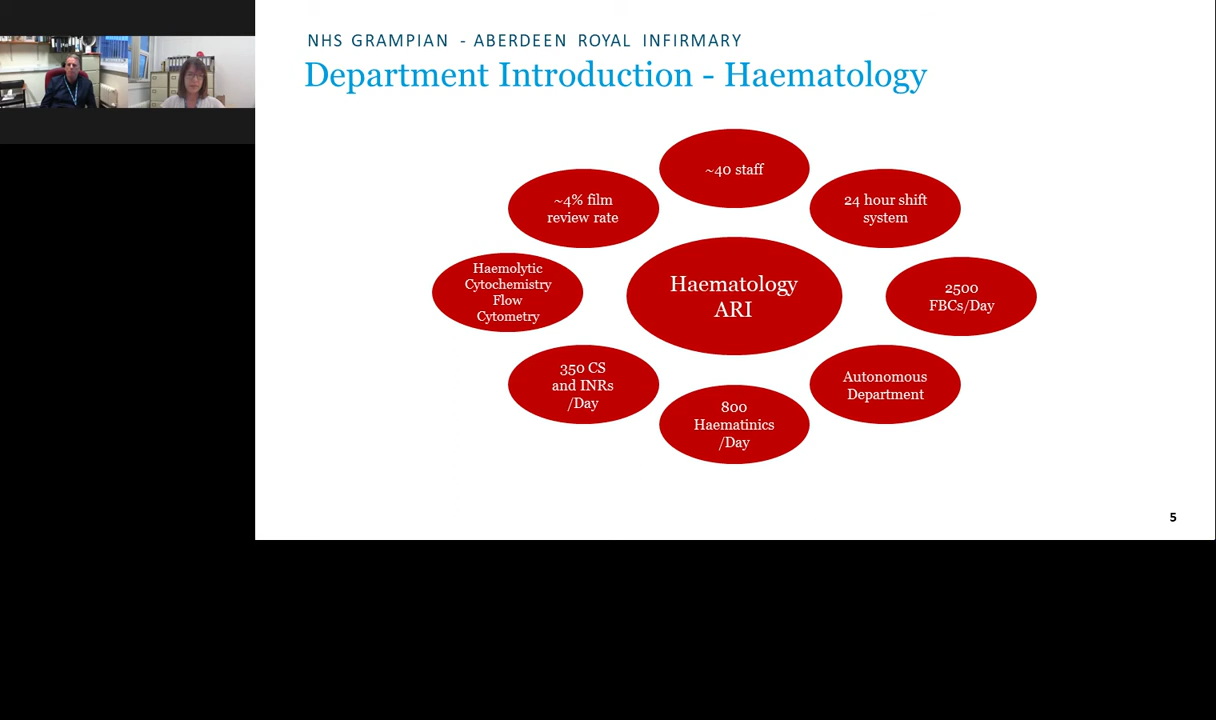 NHS GRAMPIAN - ABERDEEN ROYAL INFIRMARY
Department Introduction - Haematology
~40 staff
~4% film
review rate
24 hour shift
system
Haemolytic
Cytochemistry
Flow
Cytometry
Haematology
ARI
2500
FBCs/Day
350 CS
and INRs
/Day
Autonomous
Department
800
Haematinics
/Day
5